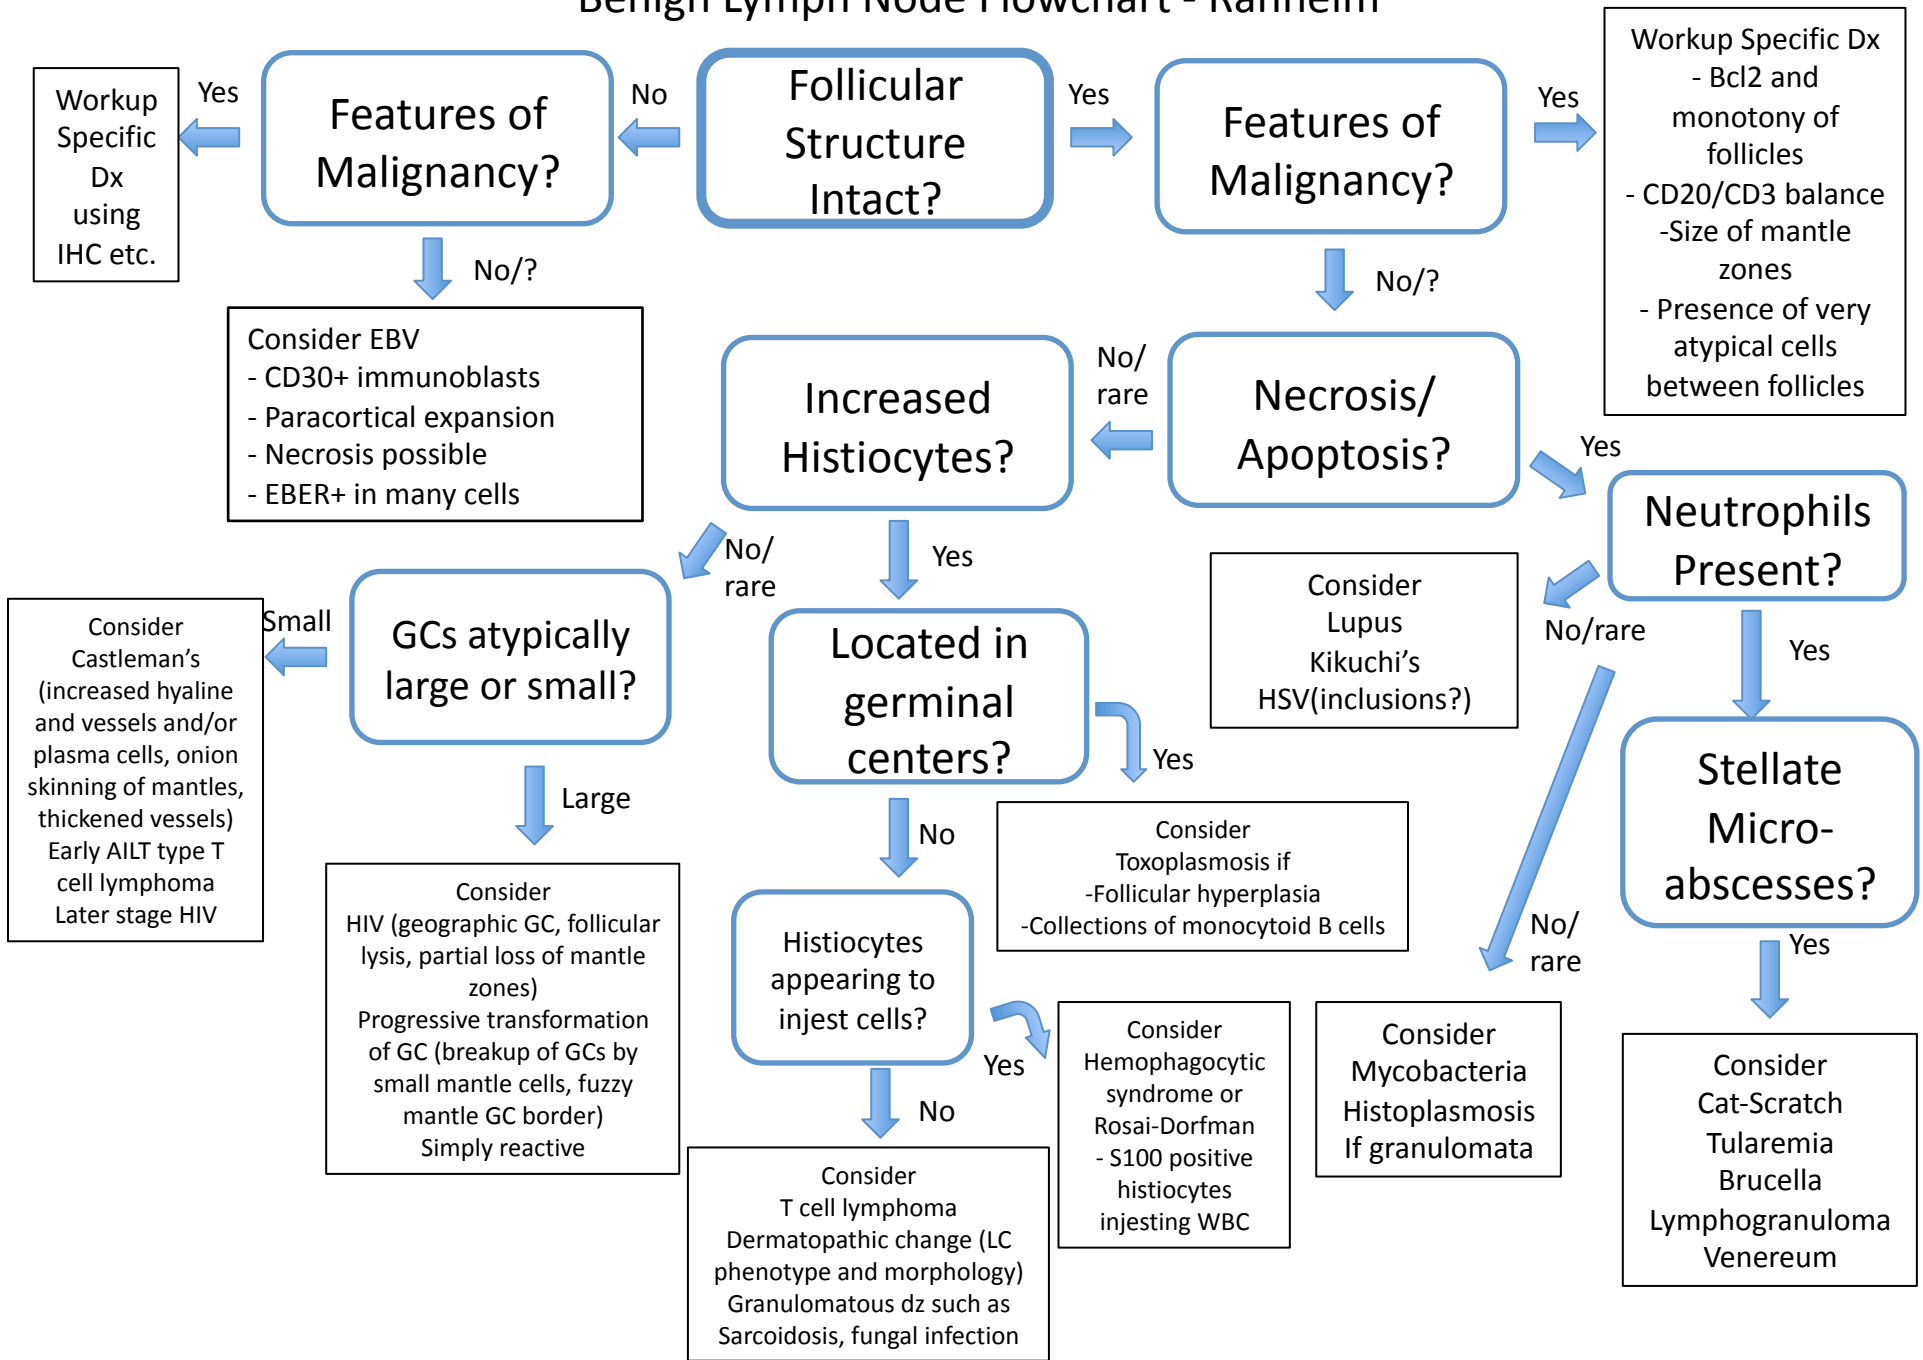 Benign Lymph Node Flowchart - Ranheim
Workup
Specific
Dx
using
IHC etc.
Yes
Features of
Malignancy?
No
Follicular
Structure
Intact?
Yes
Features of
Malignancy?
Yes
Workup Specific Dx
- Bcl2 and
monotony of
follicles
- CD20/CD3 balance
-Size of mantle
zones
- Presence of very
atypical cells
between follicles
No/?
No/?
Consider EBV
- CD30+ immunoblasts
- Paracortical expansion
- Necrosis possible
- EBER+ in many cells
Increased
Histiocytes?
No/
rare
Necrosis/
Apoptosis?
Yes
Neutrophils
Present?
No/
rare
Yes
Consider
Lupus
Kikuchi's
HSV(inclusions?)
No/rare
Yes
Consider
Castleman's
(increased hyaline
and vessels and/or
plasma cells, onion
skinning of mantles,
thickened vessels)
Early AILT type T
cell lymphoma
Later stage HIV
Small
GCs atypically
large or small?
Located in
germinal
centers?
Yes
Stellate
Micro-
abscesses?
Large
No
Consider
Toxoplasmosis if
-Follicular hyperplasia
-Collections of monocytoid B cells
Consider
HIV (geographic GC, follicular
lysis, partial loss of mantle
zones)
Progressive transformation
of GC (breakup of GCs by
small mantle cells, fuzzy
mantle GC border)
Simply reactive
Histiocytes
appearing to
injest cells?
No/
rare
Yes
Yes
No
Consider
Hemophagocytic
syndrome or
Rosai-Dorfman
- S100 positive
histiocytes
injesting WBC
Consider
Mycobacteria
Histoplasmosis
If granulomata
Consider
Cat-Scratch
Tularemia
Brucella
Lymphogranuloma
Venereum
Consider
T cell lymphoma
Dermatopathic change (LC
phenotype and morphology)
Granulomatous dz such as
Sarcoidosis, fungal infection